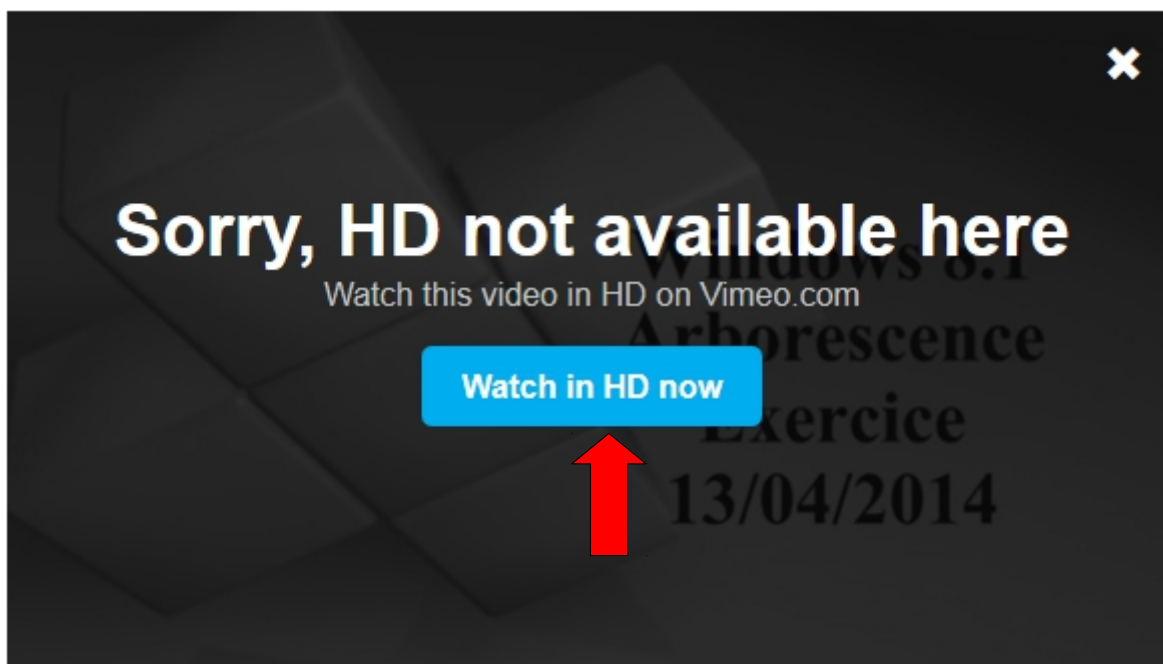 Sorry, HD not available here
Watch this video in HD on Vimeo.com
Watch in HD now
Windows 8.1
Arborescence
Exercice
13/04/2014